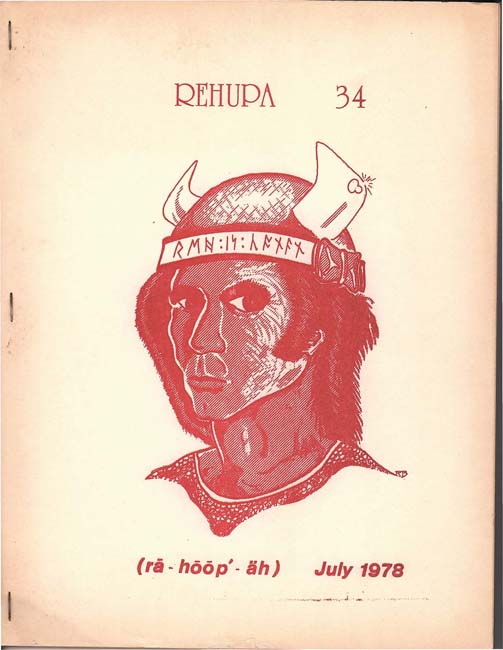 REHUPA 34
(rā - hōōp′ - äh) July 1978